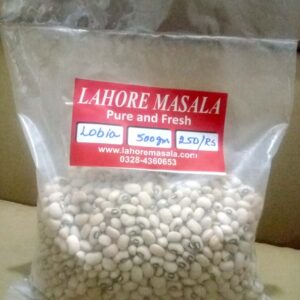 LAHORE MASALA
Pure and Fresh
Lobia 500gm 250/Rs
www.lahoremasala.com
0328-4360653